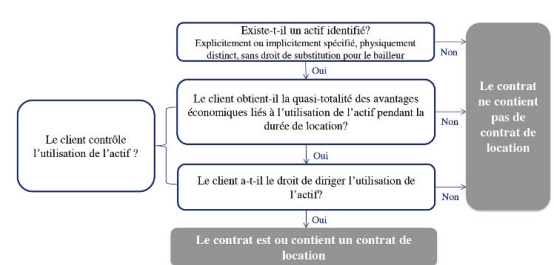 Existe-t-il un actif identifié?
Explicitement ou implicitement spécifié, physiquement
distinct, sans droit de substitution pour le bailleur
Non
Oui
Le client obtient-il la quasi-totalité des avantages
économiques liés à l'utilisation de l'actif pendant la
durée de location?
Non
Le contrat
ne contient
pas de
contrat de
location
Le client contrôle
l'utilisation de l'actif ?
Oui
Le client a-t-il le droit de diriger l'utilisation de
l'actif?
Non
Oui
Le contrat est ou contient un contrat de
location